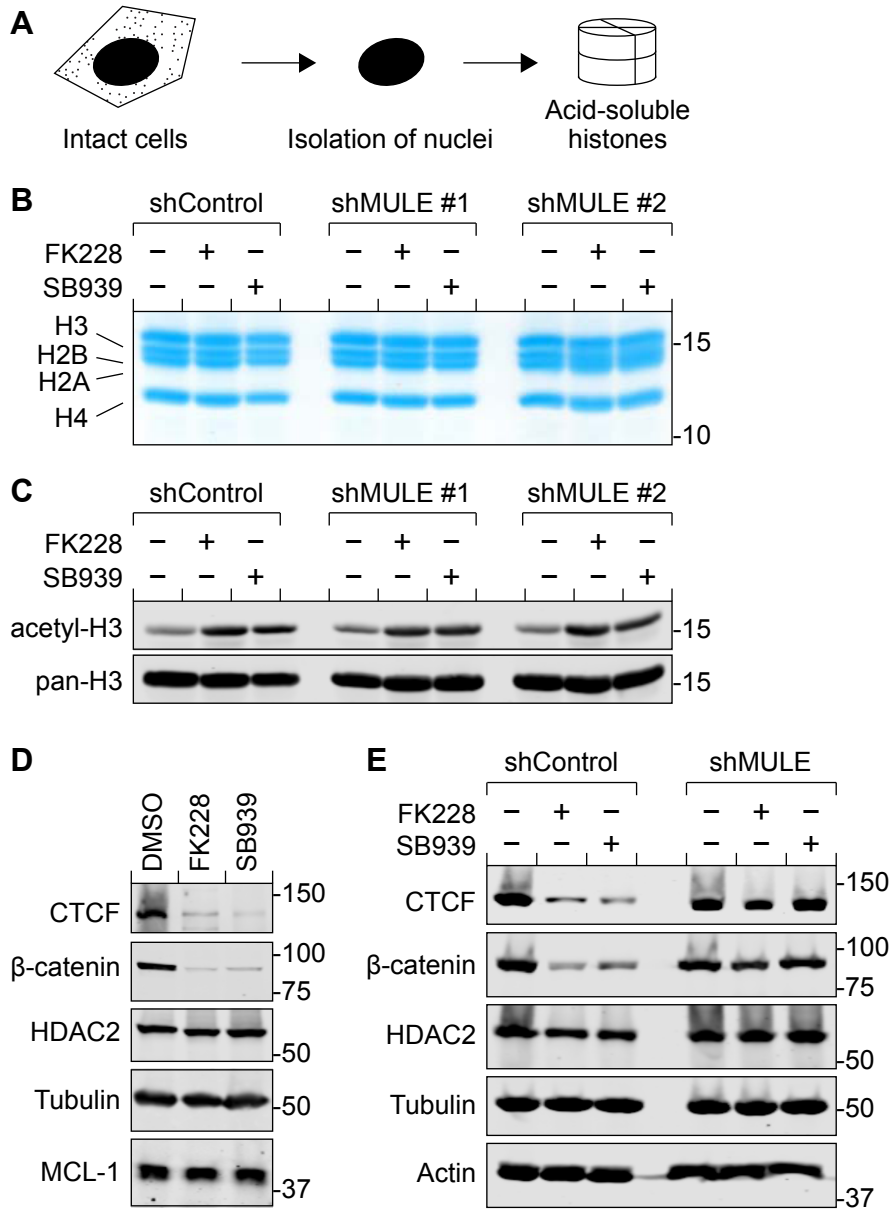 A
Intact cells
Isolation of nuclei
Acid-soluble
histones
B
shControl shMULE #1 shMULE #2
FK228 – + – – + – – + –
SB939 – – + – – + – – +
H3
H2B
H2A
H4
-15
-10
C
shControl shMULE #1 shMULE #2
FK228 – + – – + – – + –
SB939 – – + – – + – – +
acetyl-H3 -15
pan-H3 -15
D
DMSO
FK228
SB939
CTCF -150
β-catenin -100
-75
HDAC2 -50
Tubulin -50
MCL-1 -37
E
shControl shMULE
FK228 – + – – + –
SB939 – – + – – +
CTCF -150
β-catenin -100
-75
HDAC2 -50
Tubulin -50
Actin -37